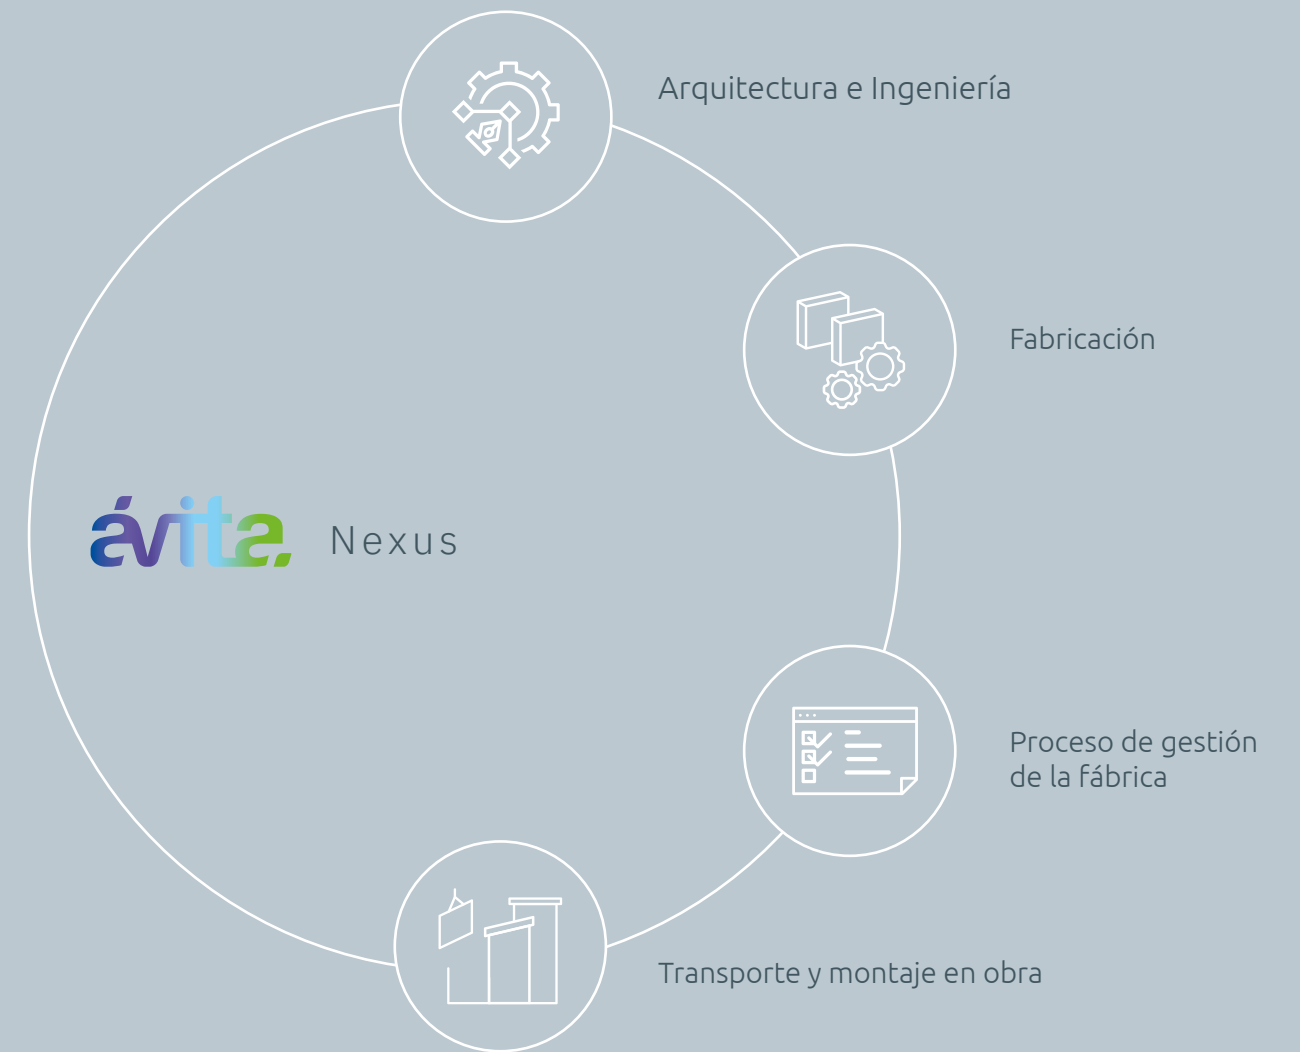 Arquitectura e Ingeniería
Fabricación
ávita Nexus
Proceso de gestión
de la fábrica
Transporte y montaje en obra